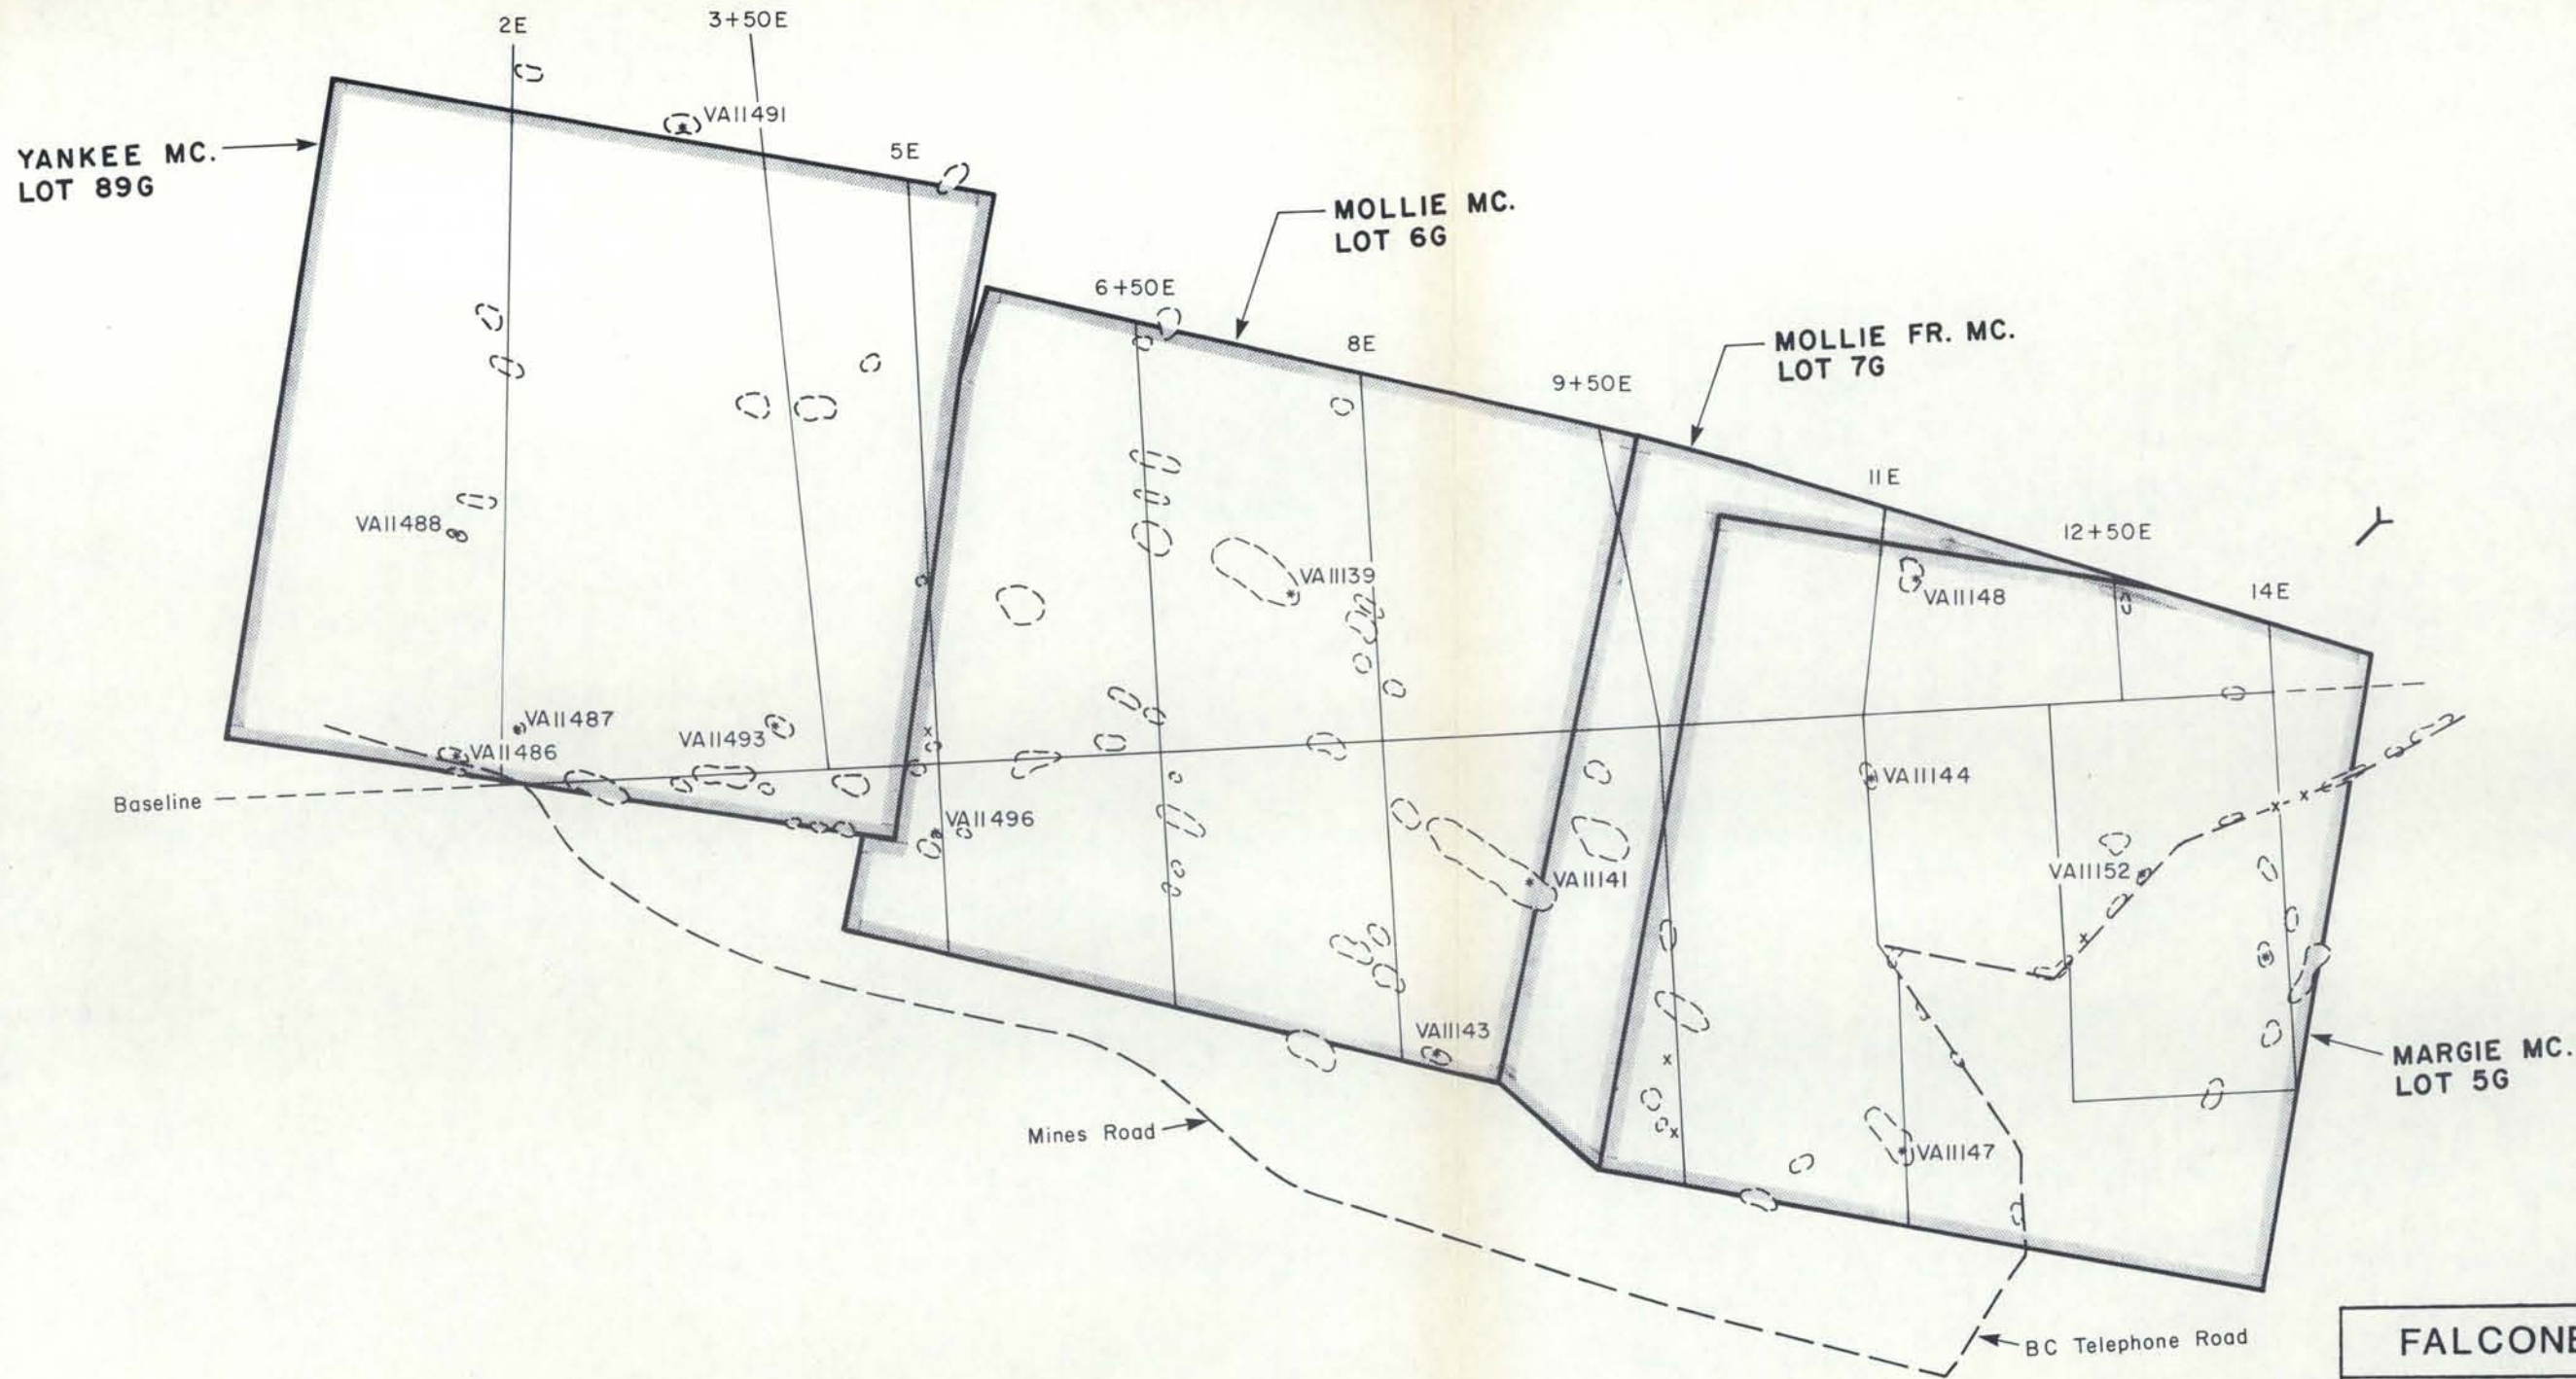 2E
3+50E
VA11491
YANKEE MC.
LOT 89G
5E
MOLLIE MC.
LOT 6G
6+50E
8E
MOLLIE FR. MC.
LOT 7G
9+50E
11E
12+50E
VA11488
VA11139
VA11148
14E
VA11487
VA11493
VA11486
Baseline
VA11144
VA11496
VA11141
VA11152
VA11143
MARGIE MC.
LOT 5G
Mines Road
VA11147
BC Telephone Road